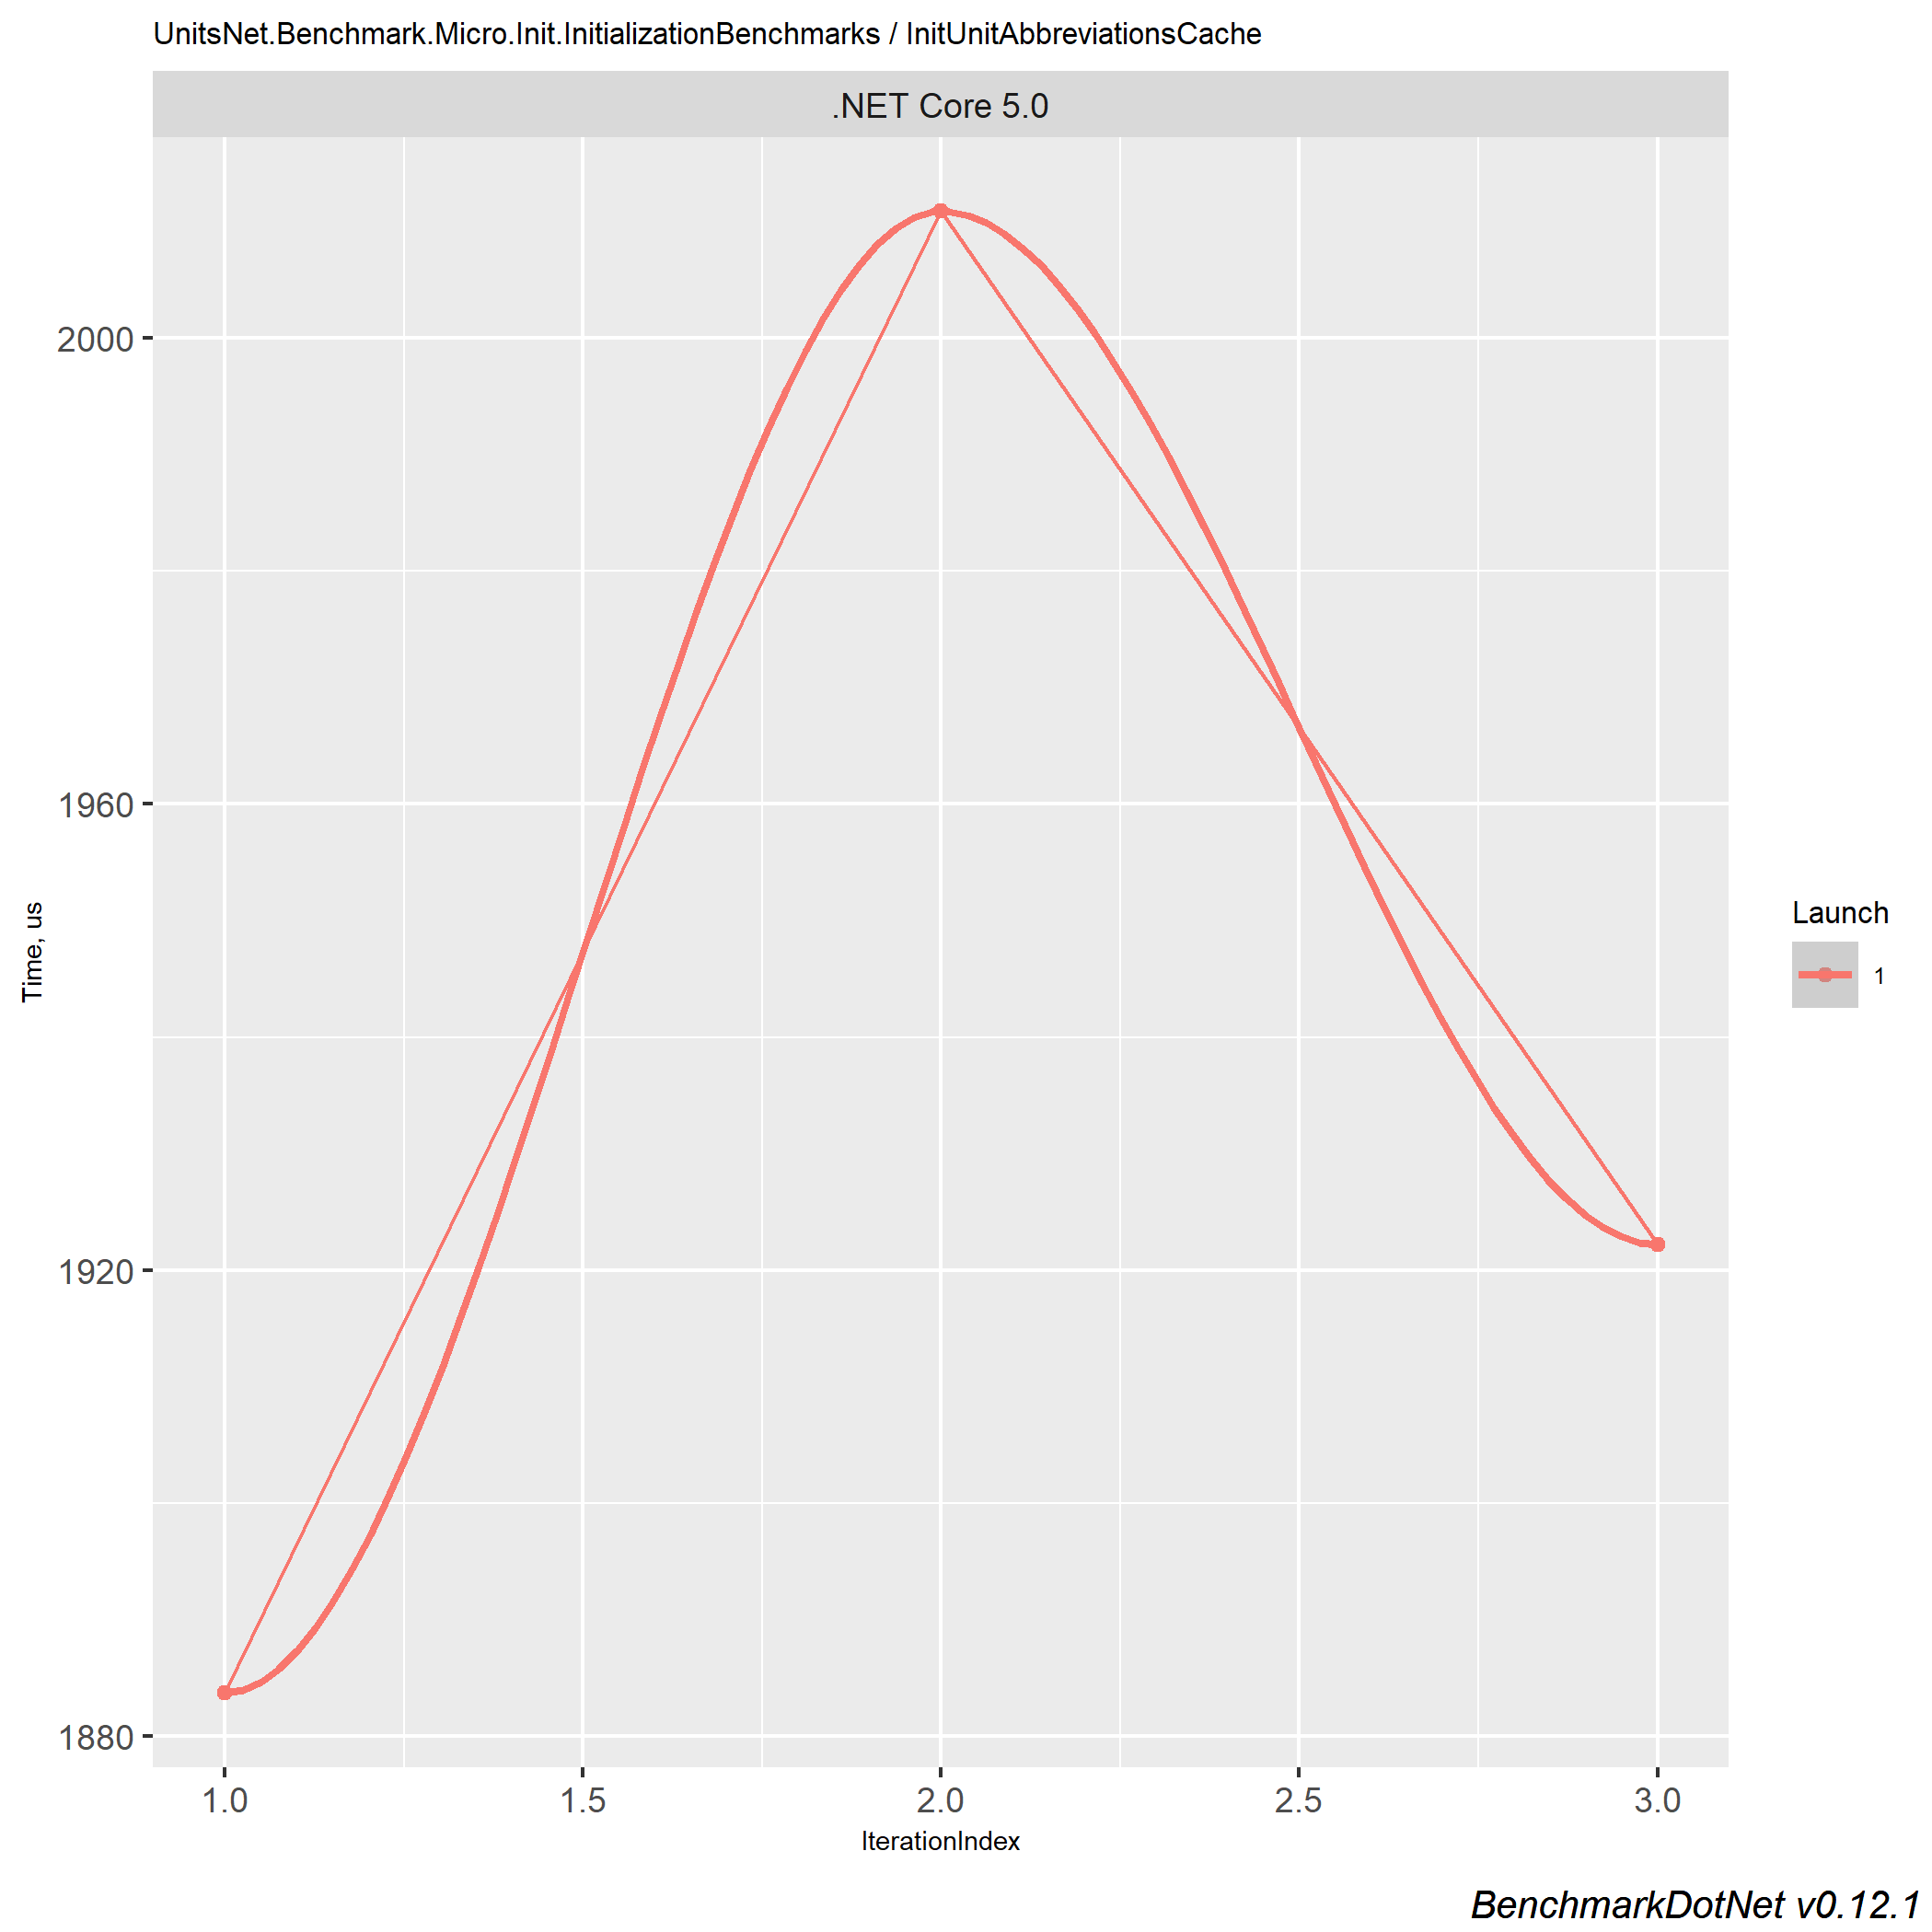 UnitsNet.Benchmark.Micro.Init.InitializationBenchmarks / InitUnitAbbreviationsCache
.NET Core 5.0
2000
1960
1920
1880
Time, us
1.0 1.5 2.0 2.5 3.0
IterationIndex
Launch
1
BenchmarkDotNet v0.12.1